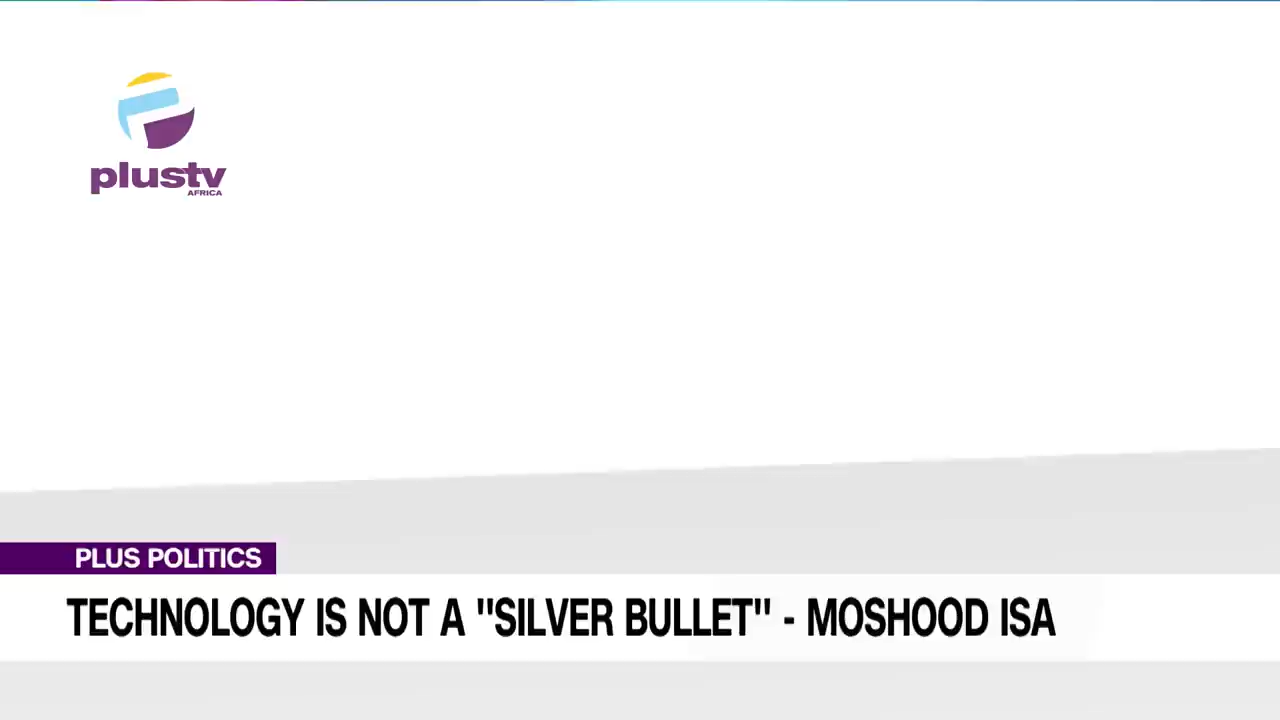 plustv
AFRICA
PLUS POLITICS
TECHNOLOGY IS NOT A "SILVER BULLET" - MOSHOOD ISA